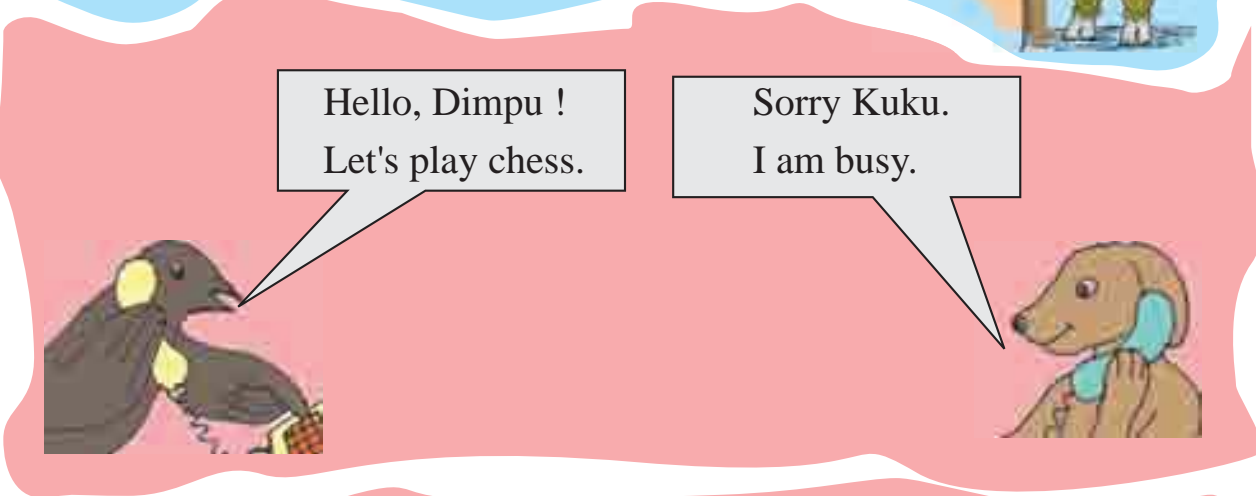 Hello, Dimpu !
Let's play chess.
Sorry Kuku.
I am busy.